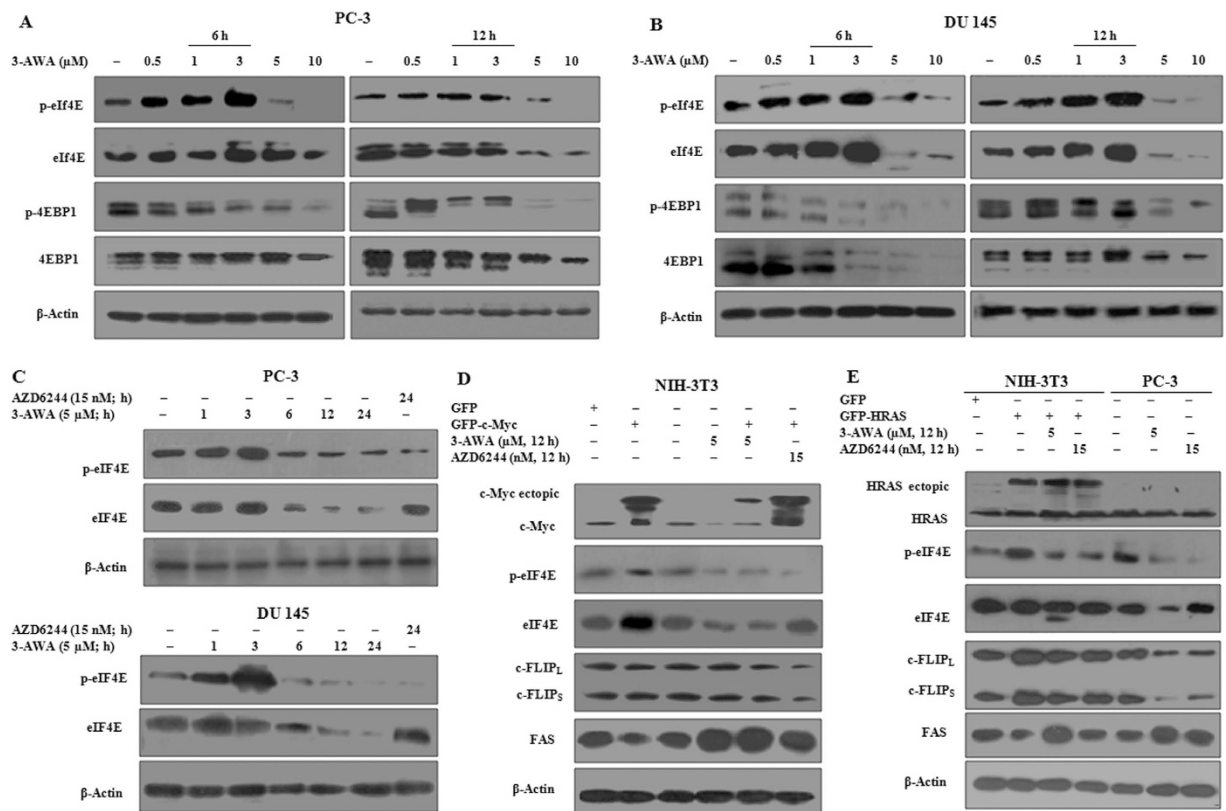 A
PC-3
6 h
12 h
3-AWA (µM) – 0.5 1 3 5 10 – 0.5 1 3 5 10
p-eIf4E
eIf4E
p-4EBP1
4EBP1
β-Actin
B
DU 145
6 h
12 h
3-AWA (µM) – 0.5 1 3 5 10 – 0.5 1 3 5 10
p-eIf4E
eIf4E
p-4EBP1
4EBP1
β-Actin
C
PC-3
AZD6244 (15 nM; h) – – – – – – 24
3-AWA (5 µM; h) – 1 3 6 12 24 –
p-eIF4E
eIF4E
β-Actin
DU 145
AZD6244 (15 nM; h) – – – – – – 24
3-AWA (5 µM; h) – 1 3 6 12 24 –
p-eIF4E
eIF4E
β-Actin
D
NIH-3T3
GFP + – – – – –
GFP-c-Myc – + – – + +
3-AWA (µM, 12 h) – – – 5 5 –
AZD6244 (nM, 12 h) – – – – – 15
c-Myc ectopic
c-Myc
p-eIF4E
eIF4E
c-FLIPL
c-FLIPS
FAS
β-Actin
E
NIH-3T3 PC-3
GFP + – – – – – –
GFP-HRAS – + + + – – –
3-AWA (µM, 12 h) – – 5 – – 5 –
AZD6244 (nM, 12 h) – – – 15 – – 15
HRAS ectopic
HRAS
p-eIF4E
eIF4E
c-FLIPL
c-FLIPS
FAS
β-Actin